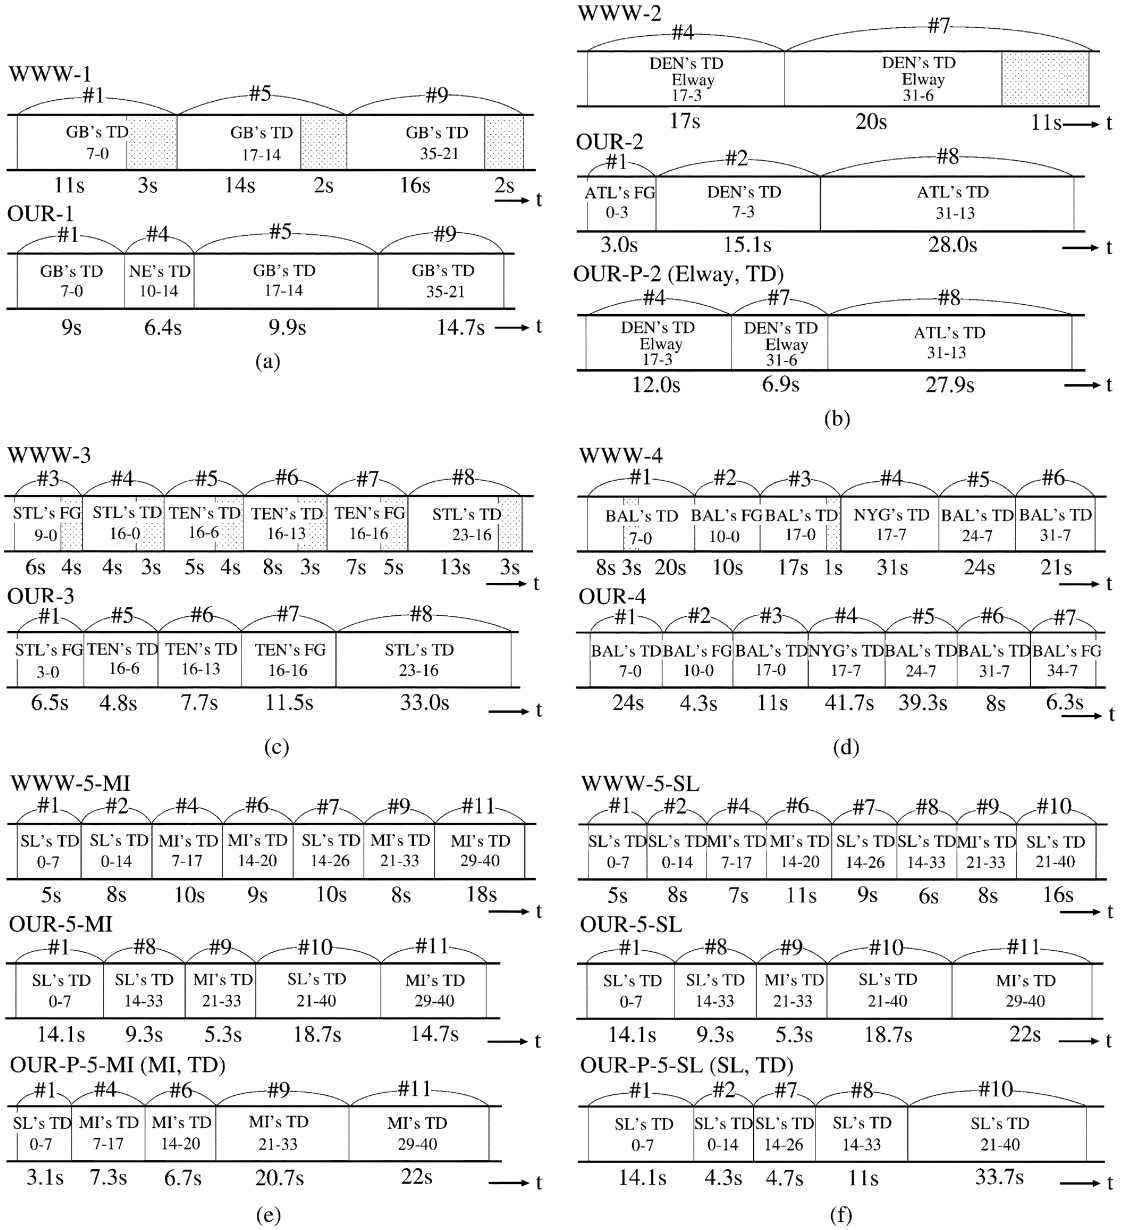 WWW-1
#1 #5 #9
GB's TD GB's TD GB's TD
7-0 17-14 35-21
11s 3s 14s 2s 16s 2s
t
OUR-1
#1 #4 #5 #9
GB's TD NE's TD GB's TD GB's TD
7-0 10-14 17-14 35-21
9s 6.4s 9.9s 14.7s t
(a)
WWW-2
#4 #7
DEN's TD DEN's TD
Elway Elway
17-3 31-6
17s 20s 11s t
OUR-2
#1 #2 #8
ATL's FG DEN's TD ATL's TD
0-3 7-3 31-13
3.0s 15.1s 28.0s t
OUR-P-2 (Elway, TD)
#4 #7 #8
DEN's TD DEN's TD ATL's TD
Elway Elway
17-3 31-6 31-13
12.0s 6.9s 27.9s t
(b)
WWW-3
#3 #4 #5 #6 #7 #8
STL's FG STL's TD TEN's TD TEN's TD TEN's FG STL's TD
9-0 16-0 16-6 16-13 16-16 23-16
6s 4s 4s 3s 5s 4s 8s 3s 7s 5s 13s 3s
t
OUR-3
#1 #5 #6 #7 #8
STL's FG TEN's TD TEN's TD TEN's FG STL's TD
3-0 16-6 16-13 16-16 23-16
6.5s 4.8s 7.7s 11.5s 33.0s
t
(c)
WWW-4
#1 #2 #3 #4 #5 #6
BAL's TD BAL's FG BAL's TD NYG's TD BAL's TD BAL's TD
7-0 10-0 17-0 17-7 24-7 31-7
8s 3s 20s 10s 17s 1s 31s 24s 21s
t
OUR-4
#1 #2 #3 #4 #5 #6 #7
BAL's TD BAL's FG BAL's TD NYG's TD BAL's TD BAL's TD BAL's FG
7-0 10-0 17-0 17-7 24-7 31-7 34-7
24s 4.3s 11s 41.7s 39.3s 8s 6.3s
t
(d)
WWW-5-MI
#1 #2 #4 #6 #7 #9 #11
SL's TD SL's TD MI's TD MI's TD SL's TD MI's TD MI's TD
0-7 0-14 7-17 14-20 14-26 21-33 29-40
5s 8s 10s 9s 10s 8s 18s
t
OUR-5-MI
#1 #8 #9 #10 #11
SL's TD SL's TD MI's TD SL's TD MI's TD
0-7 14-33 21-33 21-40 29-40
14.1s 9.3s 5.3s 18.7s 14.7s t
OUR-P-5-MI (MI, TD)
#1 #4 #6 #9 #11
SL's TD MI's TD MI's TD MI's TD MI's TD
0-7 7-17 14-20 21-33 29-40
3.1s 7.3s 6.7s 20.7s 22s t
(e)
WWW-5-SL
#1 #2 #4 #6 #7 #8 #9 #10
SL's TD SL's TD MI's TD MI's TD SL's TD SL's TD MI's TD SL's TD
0-7 0-14 7-17 14-20 14-26 14-33 21-33 21-40
5s 8s 7s 11s 9s 6s 8s 16s
t
OUR-5-SL
#1 #8 #9 #10 #11
SL's TD SL's TD MI's TD SL's TD MI's TD
0-7 14-33 21-33 21-40 29-40
14.1s 9.3s 5.3s 18.7s 22s t
OUR-P-5-SL (SL, TD)
#1 #2 #7 #8 #10
SL's TD SL's TD SL's TD SL's TD SL's TD
0-7 0-14 14-26 14-33 21-40
14.1s 4.3s 4.7s 11s 33.7s t
(f)